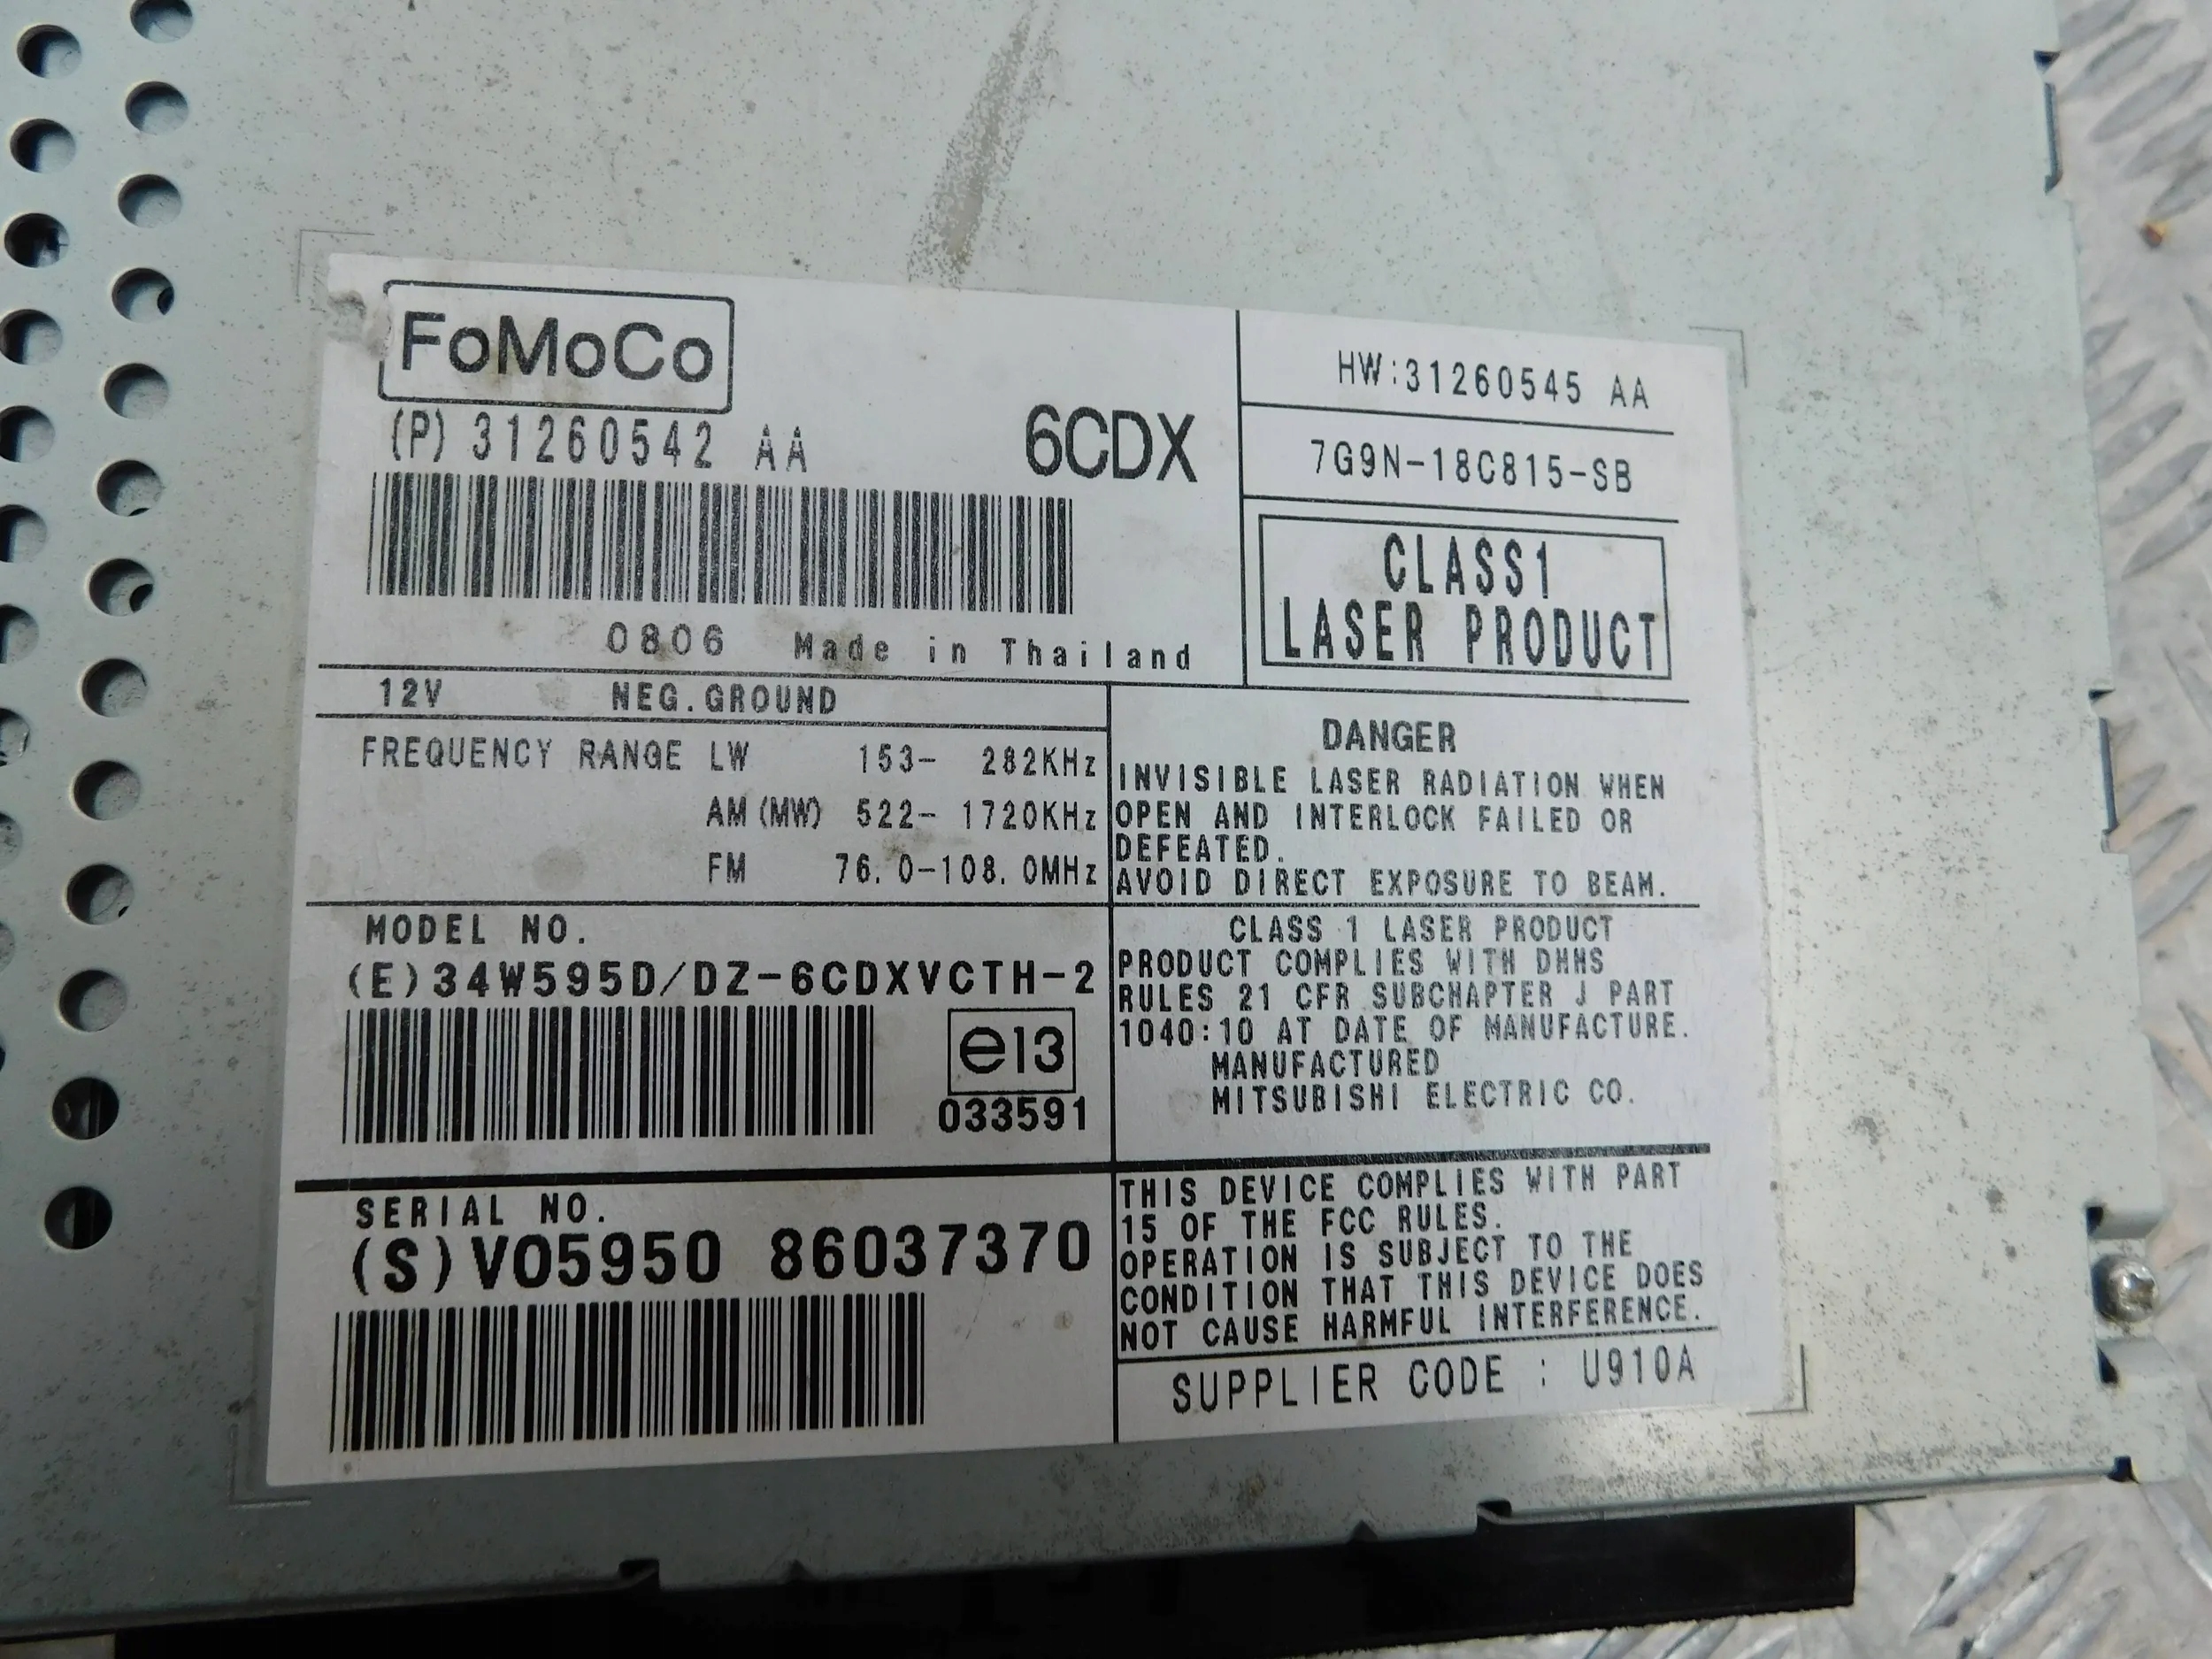 FoMoCo
(P) 31260542 AA
6CDX
0806 Made in Thailand
HW:31260545 AA
7G9N-18C815-SB
CLASS1
LASER PRODUCT
12V NEG.GROUND
FREQUENCY RANGE LW 153- 282KHz
AM (MW) 522- 1720KHz
FM 76.0-108.0MHz
DANGER
INVISIBLE LASER RADIATION WHEN
OPEN AND INTERLOCK FAILED OR
DEFEATED.
AVOID DIRECT EXPOSURE TO BEAM.
MODEL NO.
(E)34W595D/DZ-6CDXVCTH-2
e13
033591
CLASS 1 LASER PRODUCT
PRODUCT COMPLIES WITH DHHS
RULES 21 CFR SUBCHAPTER J PART
1040:10 AT DATE OF MANUFACTURE.
MANUFACTURED
MITSUBISHI ELECTRIC CO.
SERIAL NO.
(S)VO5950 86037370
THIS DEVICE COMPLIES WITH PART
15 OF THE FCC RULES.
OPERATION IS SUBJECT TO THE
CONDITION THAT THIS DEVICE DOES
NOT CAUSE HARMFUL INTERFERENCE.
SUPPLIER CODE : U910A